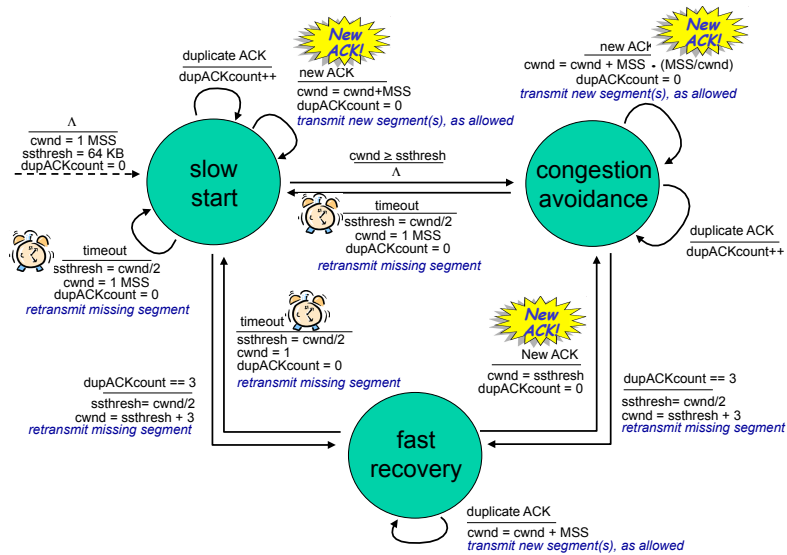 New
ACK!
duplicate ACK
dupACKcount++
new ACK
cwnd = cwnd+MSS
dupACKcount = 0
transmit new segment(s), as allowed
New
ACK!
new ACK
cwnd = cwnd + MSS • (MSS/cwnd)
dupACKcount = 0
transmit new segment(s), as allowed
Λ
cwnd = 1 MSS
ssthresh = 64 KB
dupACKcount = 0
slow
start
cwnd ≥ ssthresh
Λ
congestion
avoidance
timeout
ssthresh = cwnd/2
cwnd = 1 MSS
dupACKcount = 0
retransmit missing segment
duplicate ACK
dupACKcount++
timeout
ssthresh = cwnd/2
cwnd = 1 MSS
dupACKcount = 0
retransmit missing segment
timeout
ssthresh = cwnd/2
cwnd = 1
dupACKcount = 0
retransmit missing segment
New
ACK!
New ACK
cwnd = ssthresh
dupACKcount = 0
dupACKcount == 3
ssthresh= cwnd/2
cwnd = ssthresh + 3
retransmit missing segment
dupACKcount == 3
ssthresh= cwnd/2
cwnd = ssthresh + 3
retransmit missing segment
fast
recovery
duplicate ACK
cwnd = cwnd + MSS
transmit new segment(s), as allowed